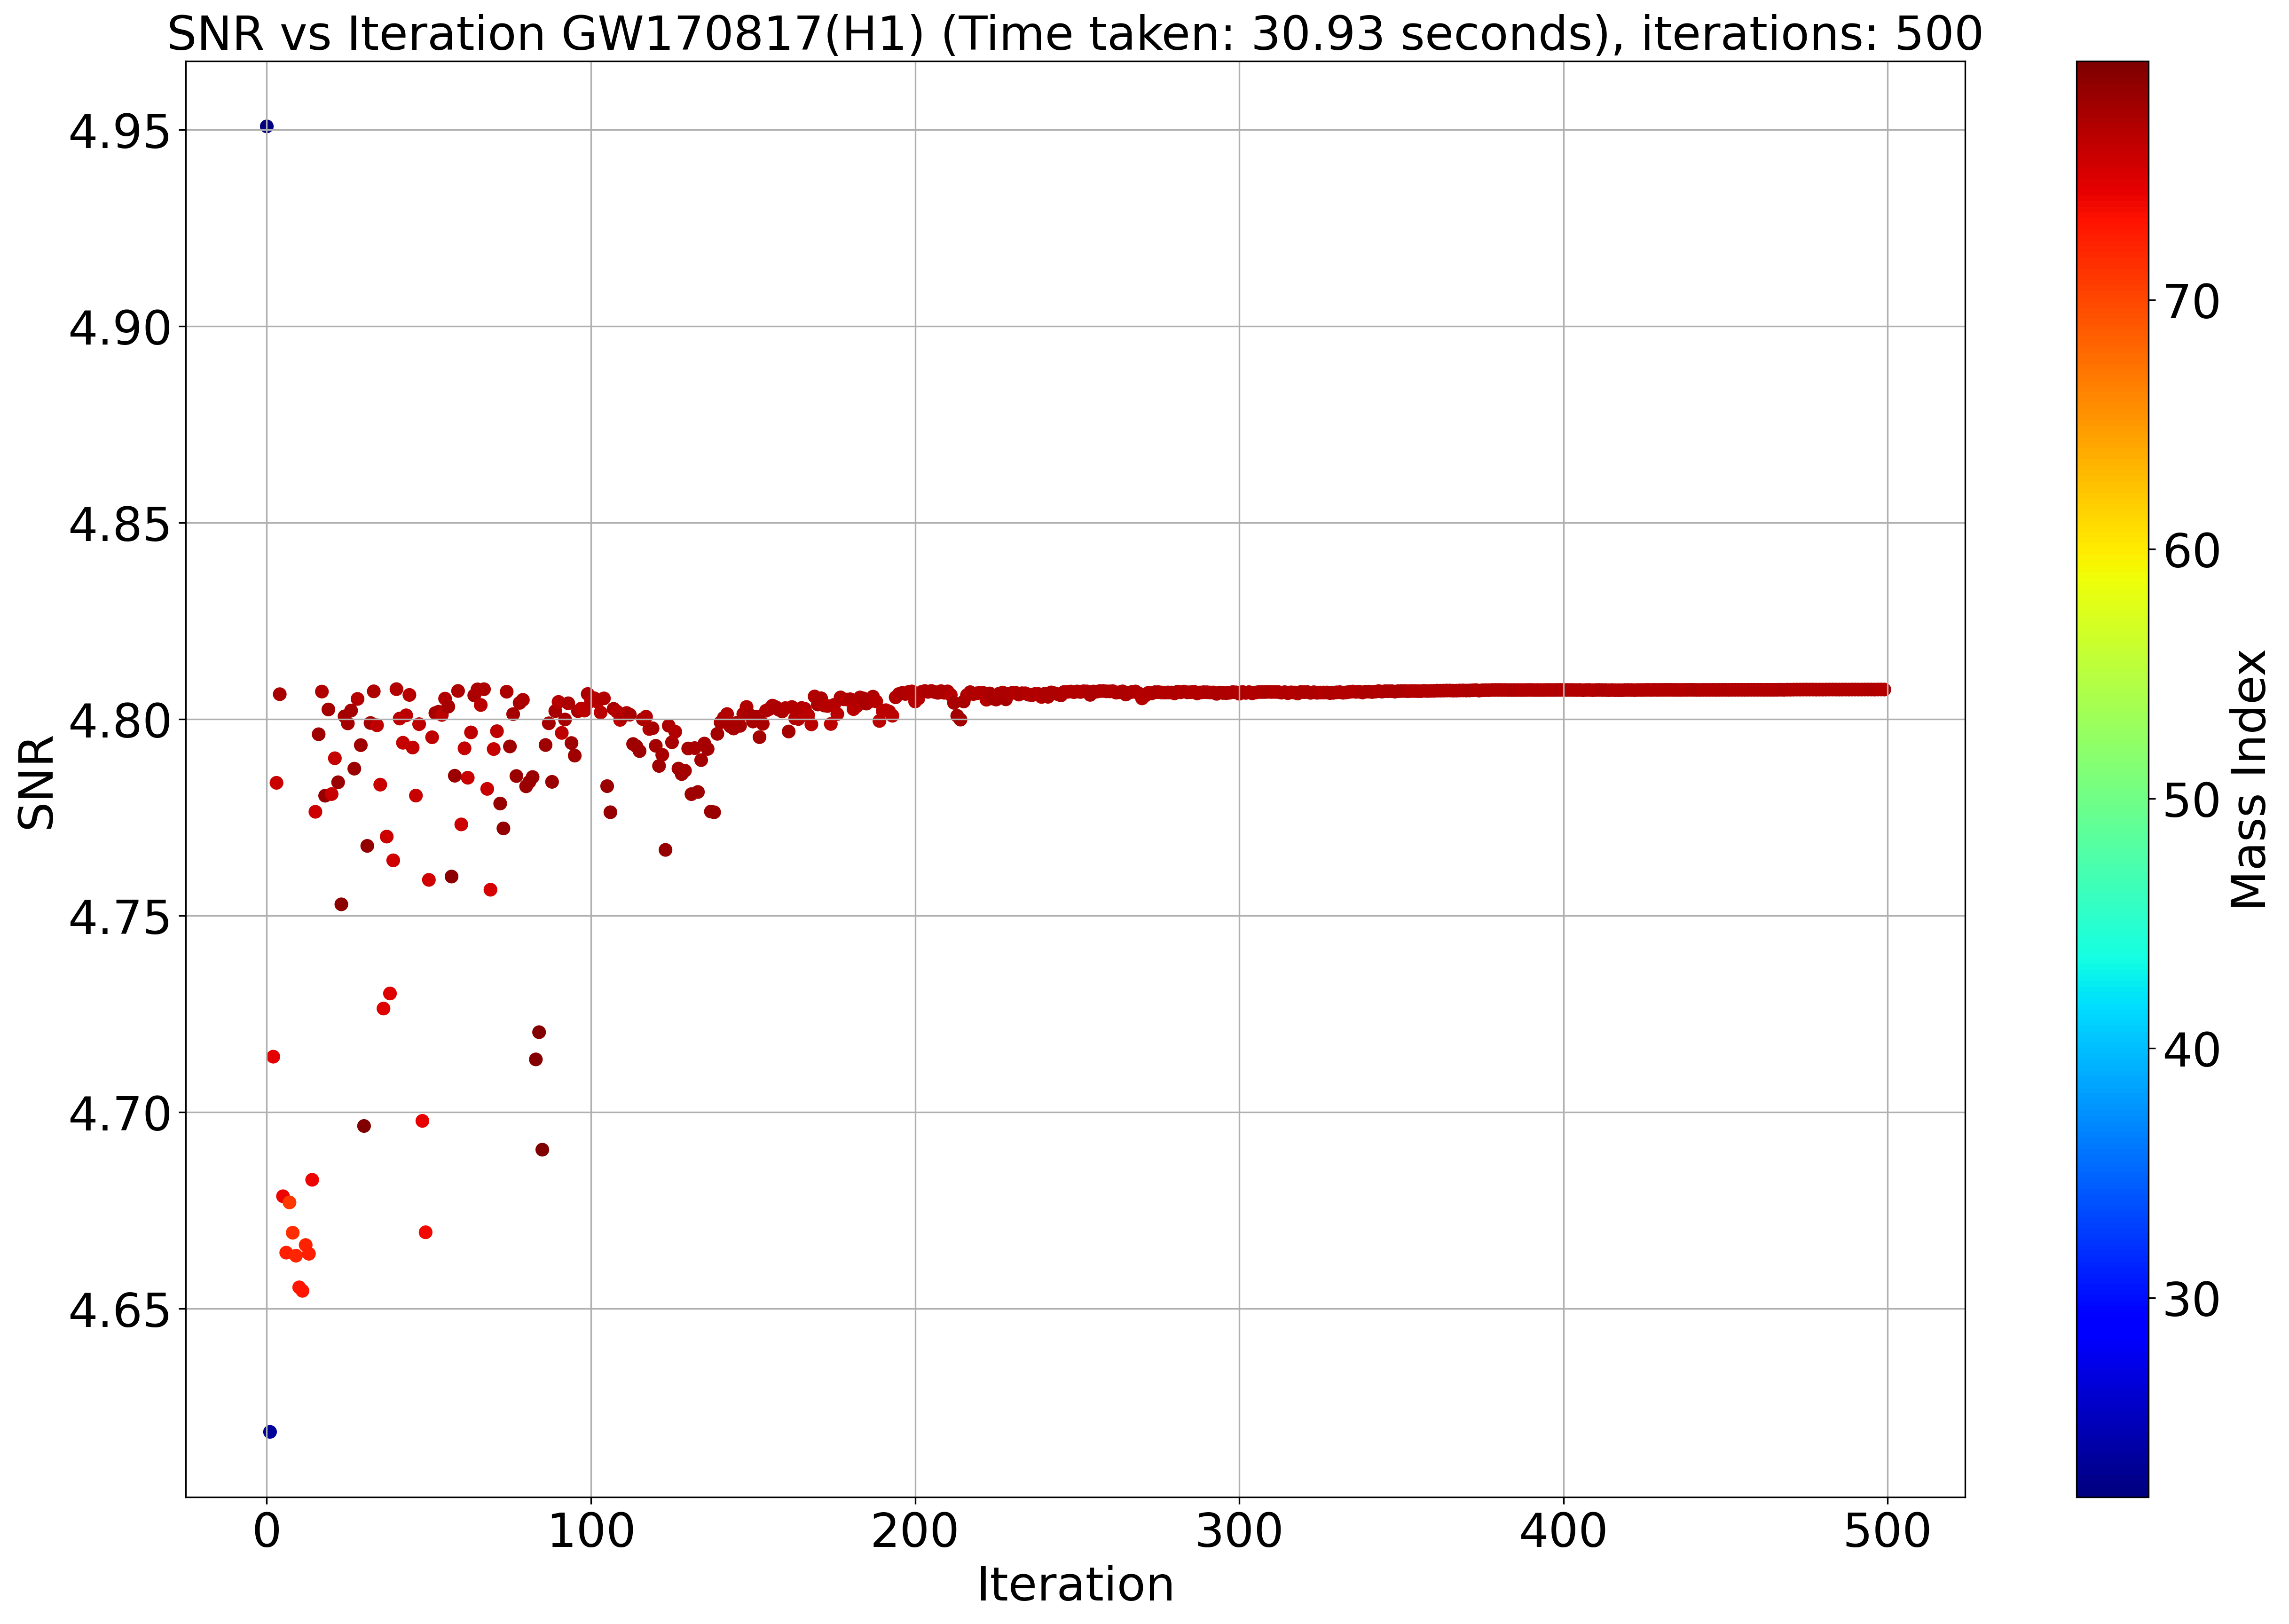 SNR vs Iteration GW170817(H1) (Time taken: 30.93 seconds), iterations: 500
4.95
4.90
4.85
4.80
4.75
4.70
4.65
SNR
0 100 200 300 400 500
Iteration
70
60
50
40
30
Mass Index